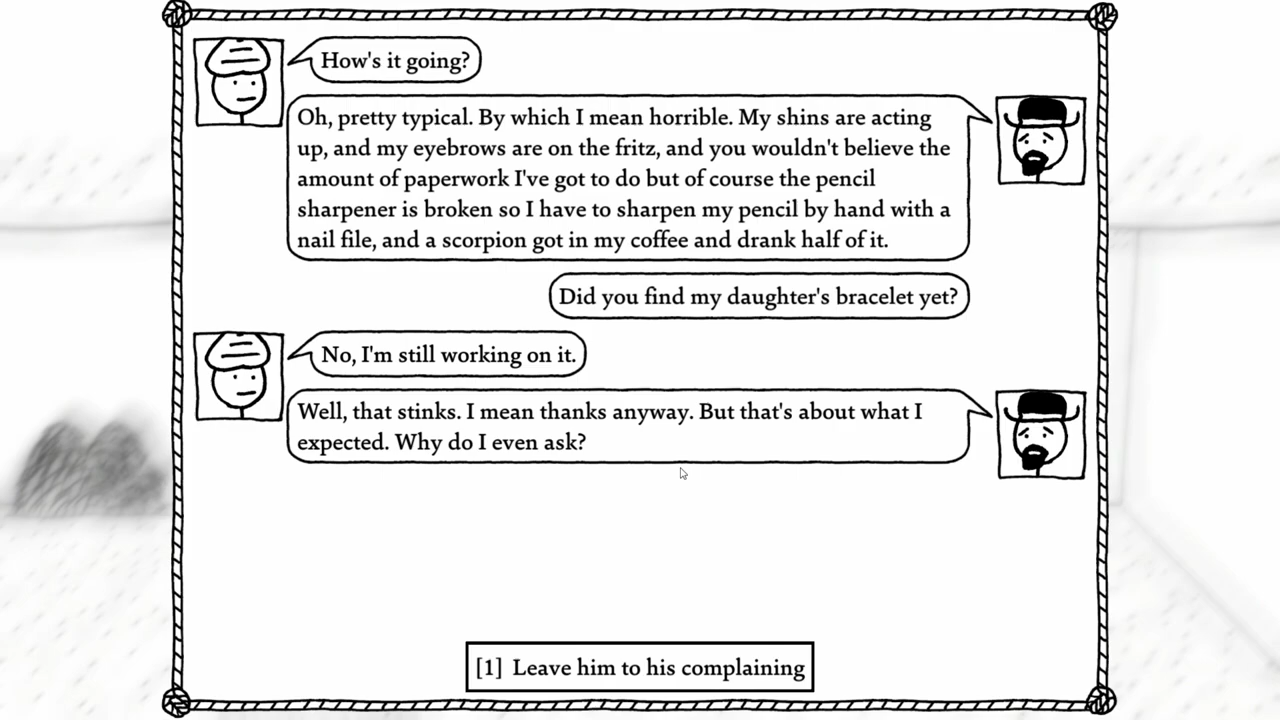 How's it going?
Oh, pretty typical. By which I mean horrible. My shins are acting
up, and my eyebrows are on the fritz, and you wouldn't believe the
amount of paperwork I've got to do but of course the pencil
sharpener is broken so I have to sharpen my pencil by hand with a
nail file, and a scorpion got in my coffee and drank half of it.
Did you find my daughter's bracelet yet?
No, I'm still working on it.
Well, that stinks. I mean thanks anyway. But that's about what I
expected. Why do I even ask?
[1] Leave him to his complaining